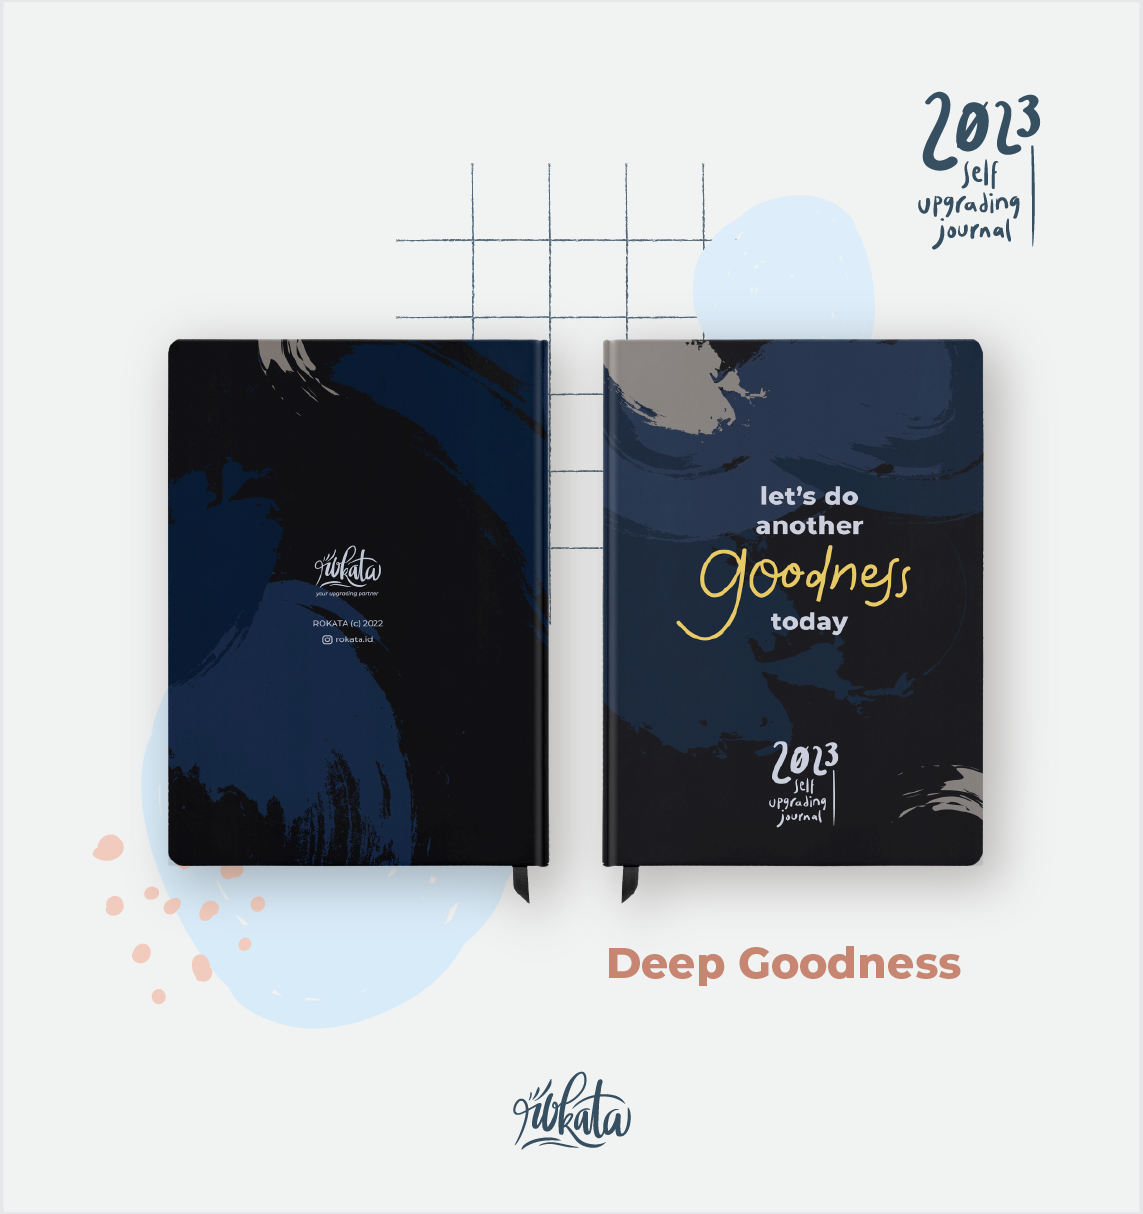 2023
self
upgrading
journal
rokata
your upgrading partner
ROKATA (c) 2022
rokata.id
let's do
another
goodness
today
2023
self
upgrading
journal
Deep Goodness
rokata